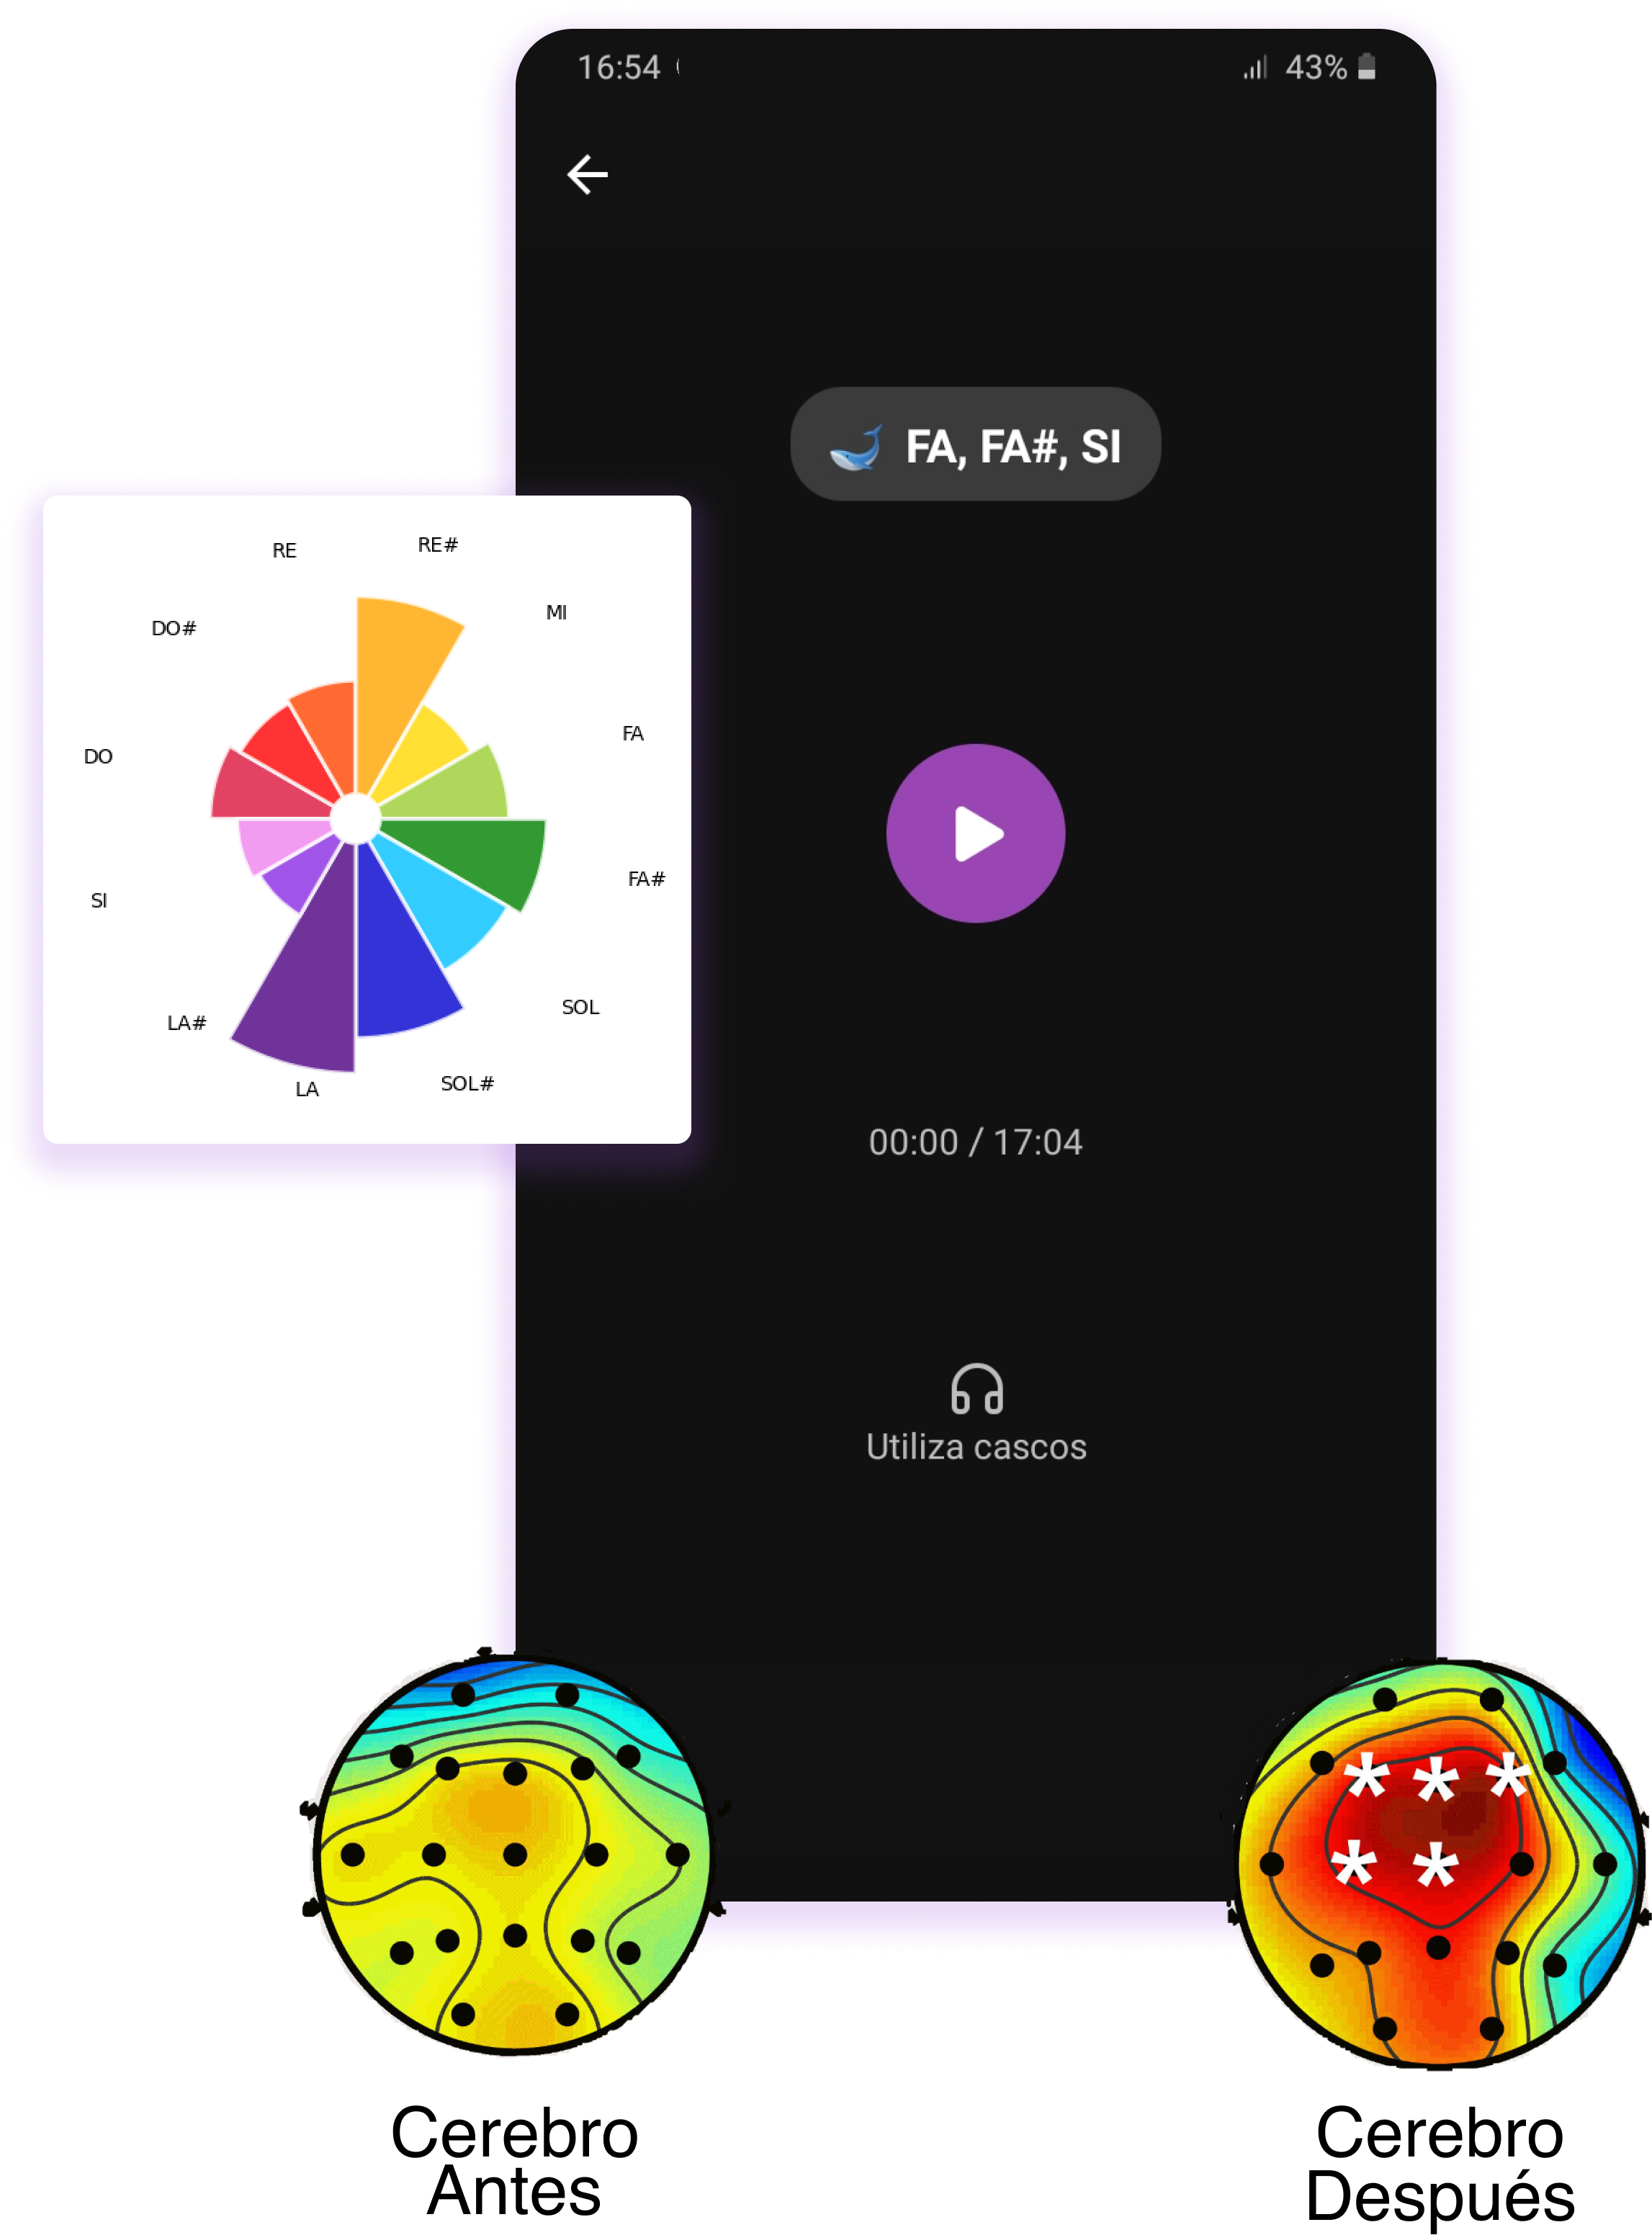 16:54
43%
FA, FA#, SI
RE
RE#
MI
DO#
FA
DO
FA#
SI
SOL
LA#
SOL#
LA
00:00 / 17:04
Utiliza cascos
Cerebro
Antes
Cerebro
Después